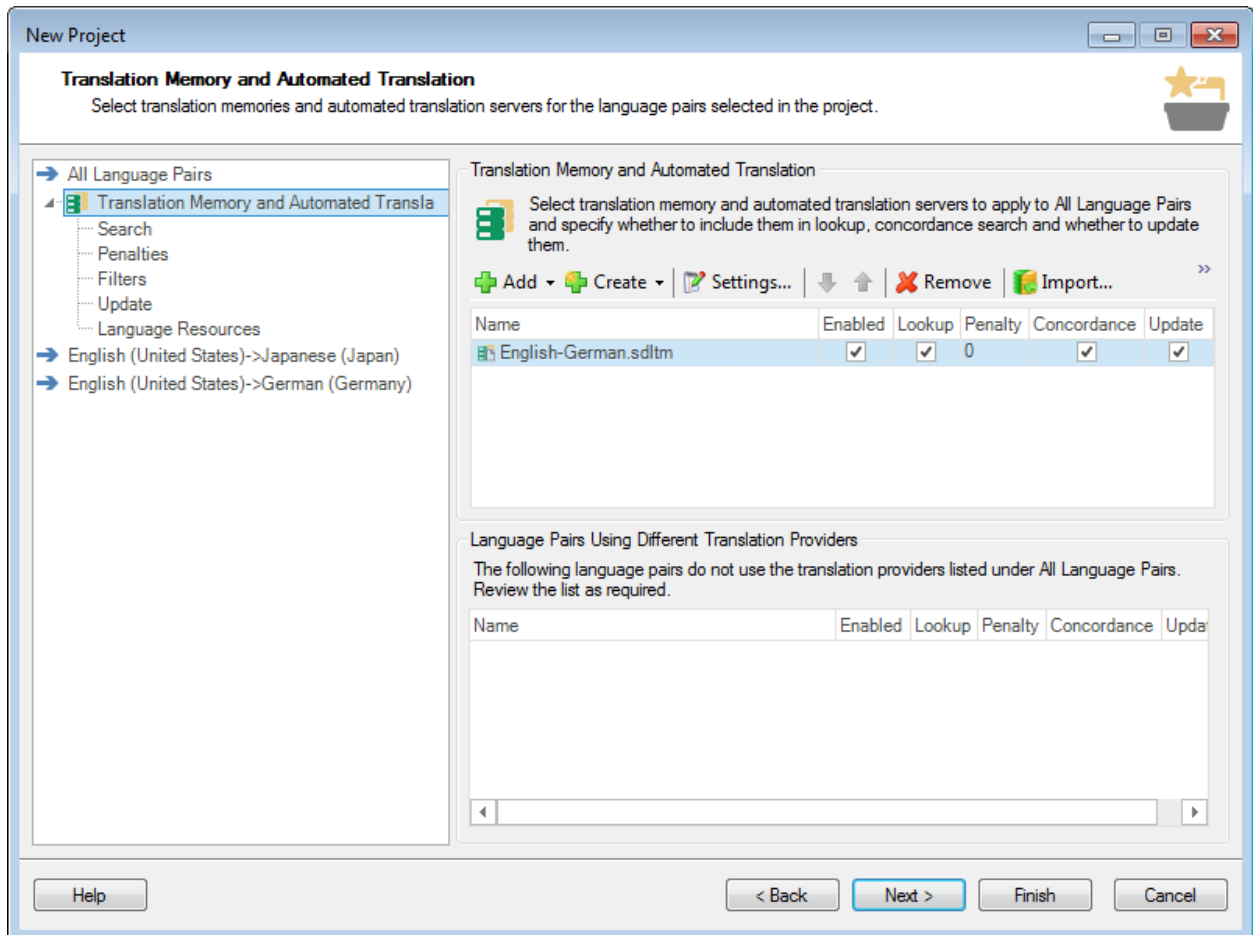 New Project
Translation Memory and Automated Translation
Select translation memories and automated translation servers for the language pairs selected in the project.
All Language Pairs
Translation Memory and Automated Transla
Search
Penalties
Filters
Update
Language Resources
English (United States)->Japanese (Japan)
English (United States)->German (Germany)
Translation Memory and Automated Translation
Select translation memory and automated translation servers to apply to All Language Pairs
and specify whether to include them in lookup, concordance search and whether to update
them.
Add Create Settings... Remove Import... »
Name Enabled Lookup Penalty Concordance Update
English-German.sdltm 0
Language Pairs Using Different Translation Providers
The following language pairs do not use the translation providers listed under All Language Pairs.
Review the list as required.
Name Enabled Lookup Penalty Concordance Upda
Help < Back Next > Finish Cancel